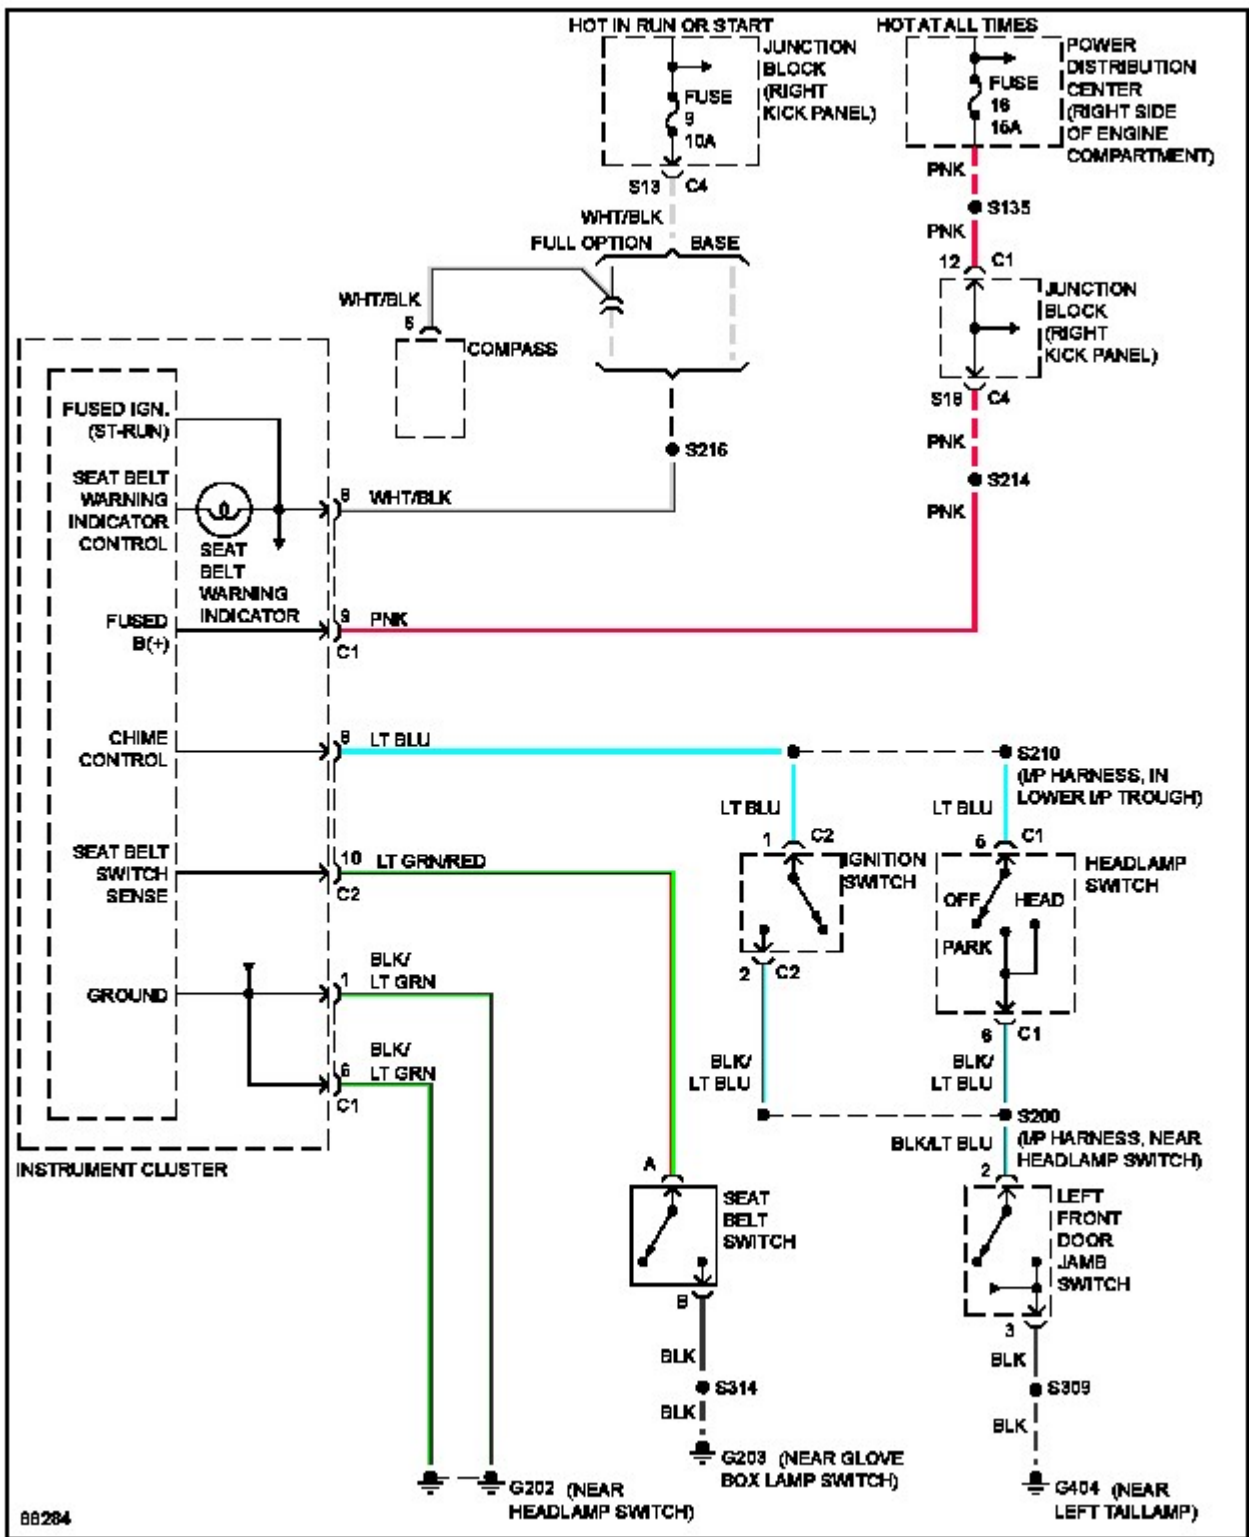 HOT IN RUN OR START
JUNCTION
BLOCK
(RIGHT
KICK PANEL)
FUSE
9
10A
S13 C4
WHT/BLK
FULL OPTION BASE
WHT/BLK
6
COMPASS
S216
HOT AT ALL TIMES
POWER
DISTRIBUTION
CENTER
(RIGHT SIDE
OF ENGINE
COMPARTMENT)
FUSE
16
15A
PNK
S135
PNK
12 C1
JUNCTION
BLOCK
(RIGHT
KICK PANEL)
S18 C4
PNK
S214
PNK
FUSED IGN.
(ST-RUN)
SEAT BELT
WARNING
INDICATOR
CONTROL
SEAT
BELT
WARNING
INDICATOR
8 WHT/BLK
FUSED
B(+)
9 PNK
C1
CHIME
CONTROL
8 LT BLU
SEAT BELT
SWITCH
SENSE
10 LT GRN/RED
C2
GROUND
BLK/
1 LT GRN
BLK/
6 LT GRN
C1
INSTRUMENT CLUSTER
S210
(I/P HARNESS, IN
LOWER I/P TROUGH)
LT BLU
1 C2
IGNITION
SWITCH
2 C2
BLK/
LT BLU
LT BLU
5 C1
HEADLAMP
SWITCH
OFF HEAD
PARK
6 C1
BLK/
LT BLU
S200
(I/P HARNESS, NEAR
HEADLAMP SWITCH)
BLK/LT BLU
2
LEFT
FRONT
DOOR
JAMB
SWITCH
3
BLK
S309
BLK
G404 (NEAR
LEFT TAILLAMP)
A
SEAT
BELT
SWITCH
B
BLK
S314
BLK
G203 (NEAR GLOVE
BOX LAMP SWITCH)
G202 (NEAR
HEADLAMP SWITCH)
88284